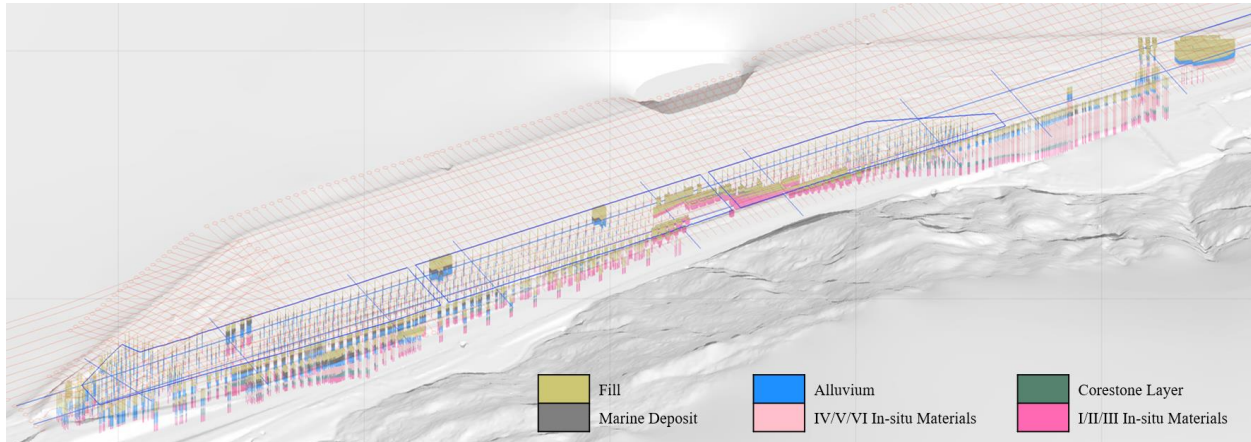 Fill
Alluvium
Corestone Layer
Marine Deposit
IV/V/VI In-situ Materials
I/II/III In-situ Materials